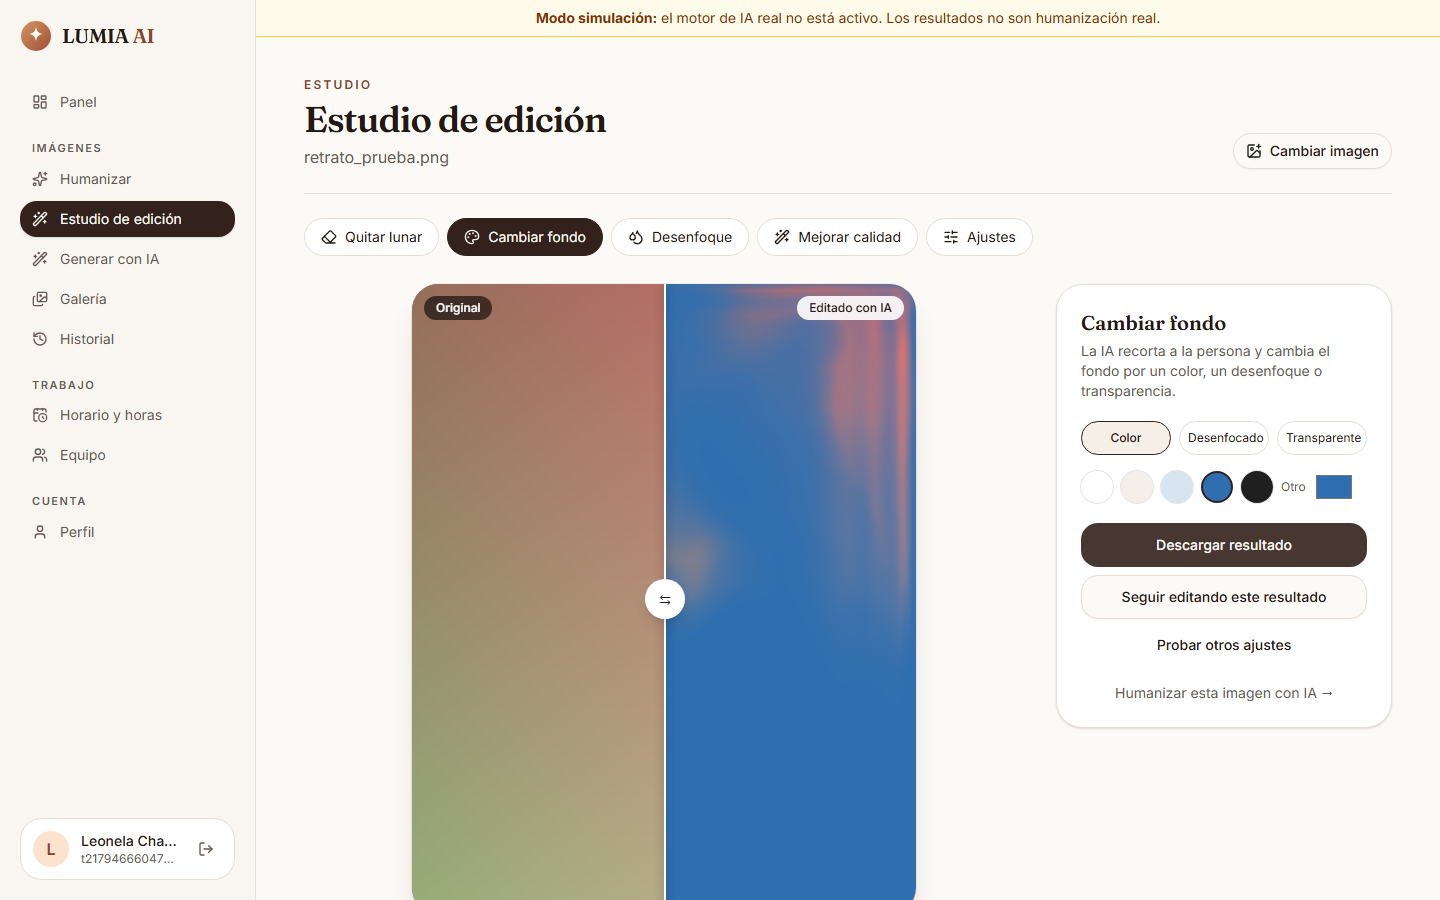 LUMIA AI
Panel
IMÁGENES
Humanizar
Estudio de edición
Generar con IA
Galería
Historial
TRABAJO
Horario y horas
Equipo
CUENTA
Perfil
L
Leonela Cha...
t21794666047...
Modo simulación: el motor de IA real no está activo. Los resultados no son humanización real.
ESTUDIO
Estudio de edición
retrato_prueba.png
Cambiar imagen
Quitar lunar
Cambiar fondo
Desenfoque
Mejorar calidad
Ajustes
Original
Editado con IA
Cambiar fondo
La IA recorta a la persona y cambia el
fondo por un color, un desenfoque o
transparencia.
Color
Desenfocado
Transparente
Otro
Descargar resultado
Seguir editando este resultado
Probar otros ajustes
Humanizar esta imagen con IA →